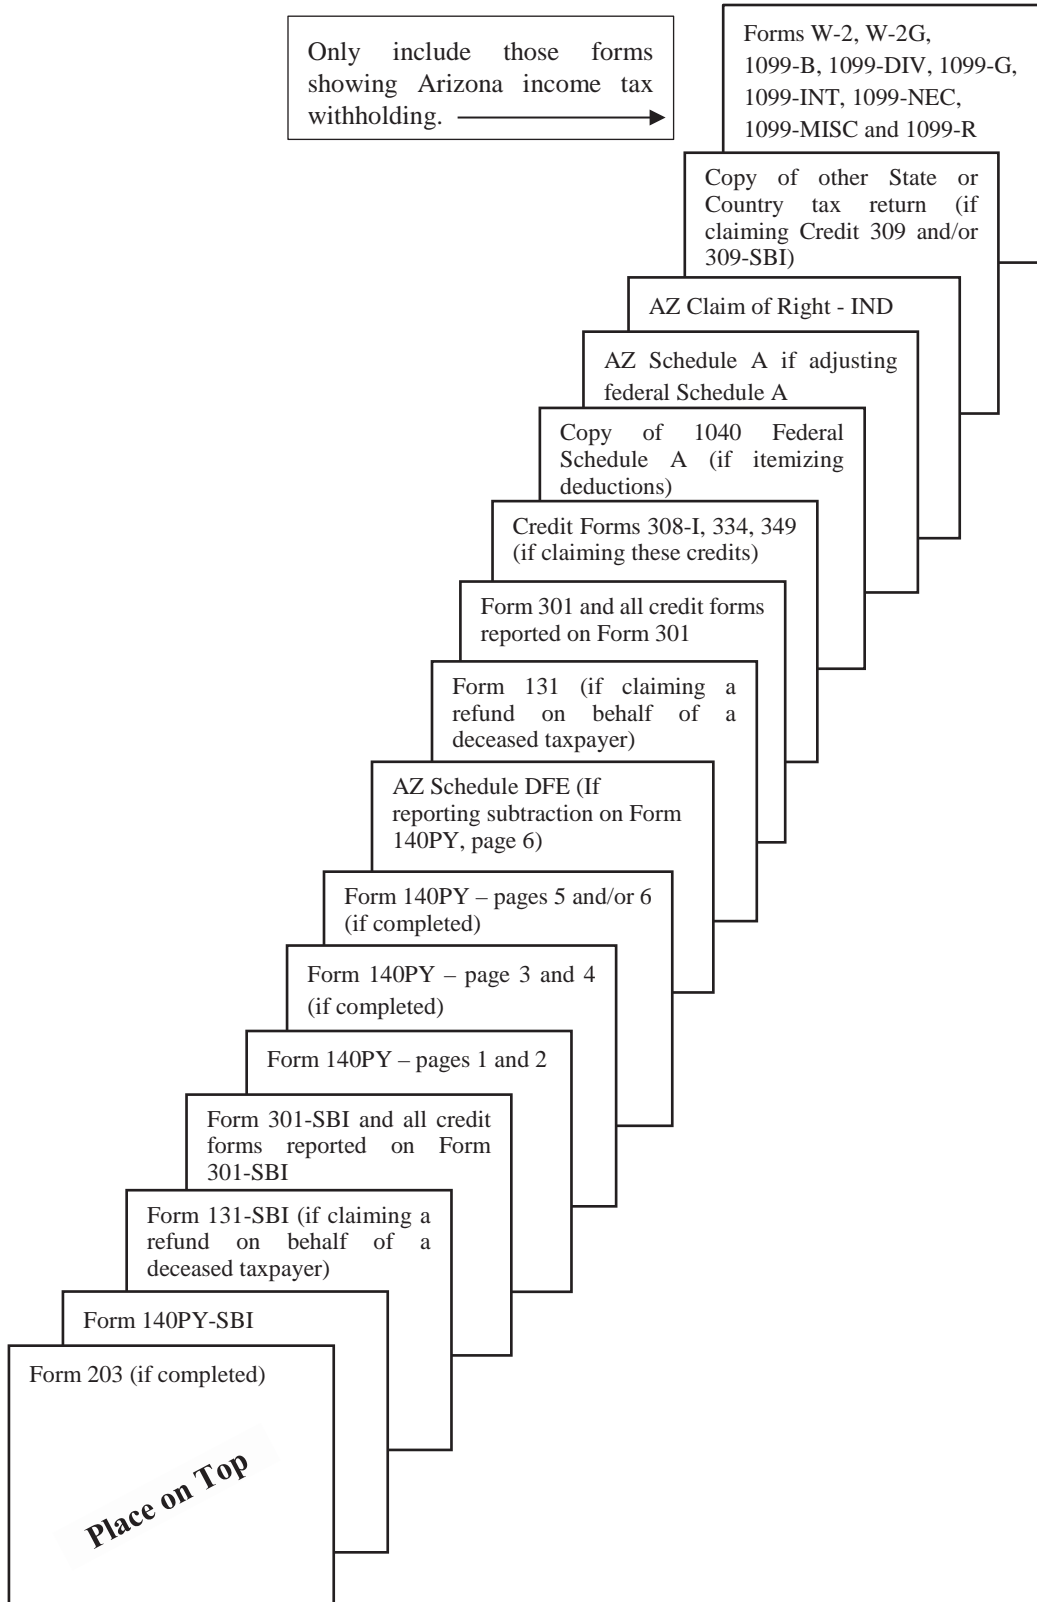 Only include those forms
showing Arizona income tax
withholding.
Forms W-2, W-2G,
1099-B, 1099-DIV, 1099-G,
1099-INT, 1099-NEC,
1099-MISC and 1099-R
Copy of other State or
Country tax return (if
claiming Credit 309 and/or
309-SBI)
AZ Claim of Right - IND
AZ Schedule A if adjusting
federal Schedule A
Copy of 1040 Federal
Schedule A (if itemizing
deductions)
Credit Forms 308-I, 334, 349
(if claiming these credits)
Form 301 and all credit forms
reported on Form 301
Form 131 (if claiming a
refund on behalf of a
deceased taxpayer)
AZ Schedule DFE (If
reporting subtraction on Form
140PY, page 6)
Form 140PY – pages 5 and/or 6
(if completed)
Form 140PY – page 3 and 4
(if completed)
Form 140PY – pages 1 and 2
Form 301-SBI and all credit
forms reported on Form
301-SBI
Form 131-SBI (if claiming a
refund on behalf of a
deceased taxpayer)
Form 140PY-SBI
Form 203 (if completed)
Place on Top